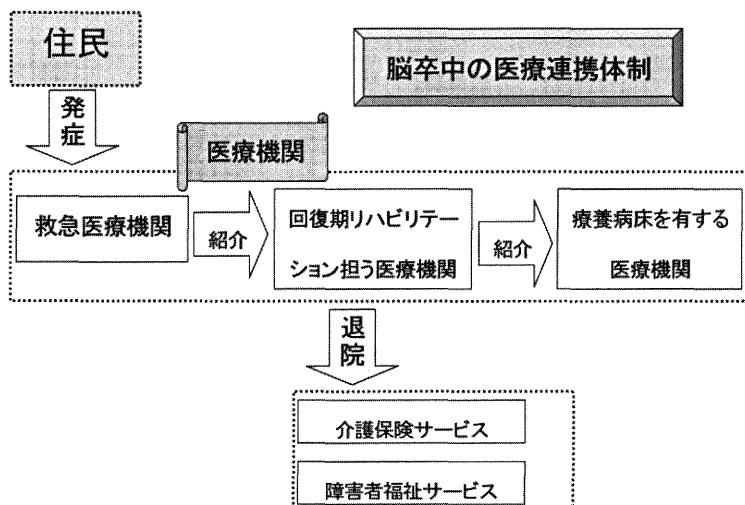 住民
脳卒中の医療連携体制
発症
医療機関
救急医療機関
紹介
回復期リハビリテー
ション担う医療機関
紹介
療養病床を有する
医療機関
退院
介護保険サービス
障害者福祉サービス